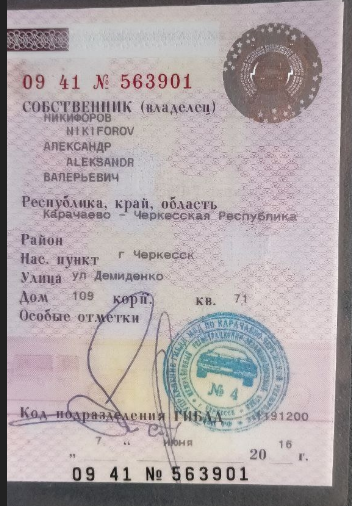 09 41 № 563901
СОБСТВЕННИК (владелец)
НИКИФОРОВ
NIKIFOROV
АЛЕКСАНДР
ALEKSANDR
ВАЛЕРЬЕВИЧ
Республика, край, область
Карачаево - Черкесская Республика
Район
Нас. пункт г Черкесск
Улица ул Демиденко
Дом 109 корп. кв. 71
Особые отметки
№ 4
Код подразделения ГИБДД 1191200
" 7 " июня 20 16 г.
09 41 № 563901